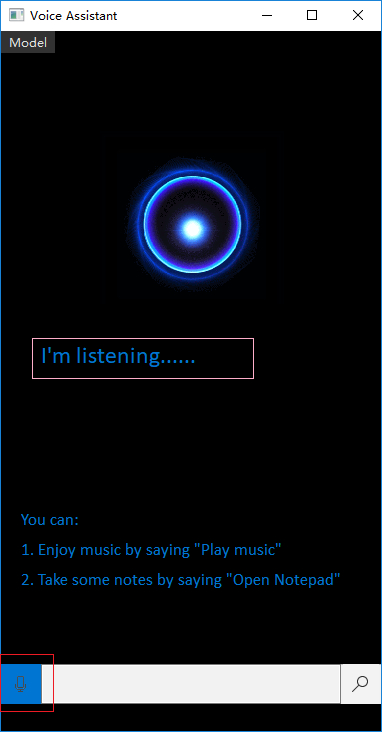 Voice Assistant
Model
I'm listening......
You can:
1. Enjoy music by saying "Play music"
2. Take some notes by saying "Open Notepad"